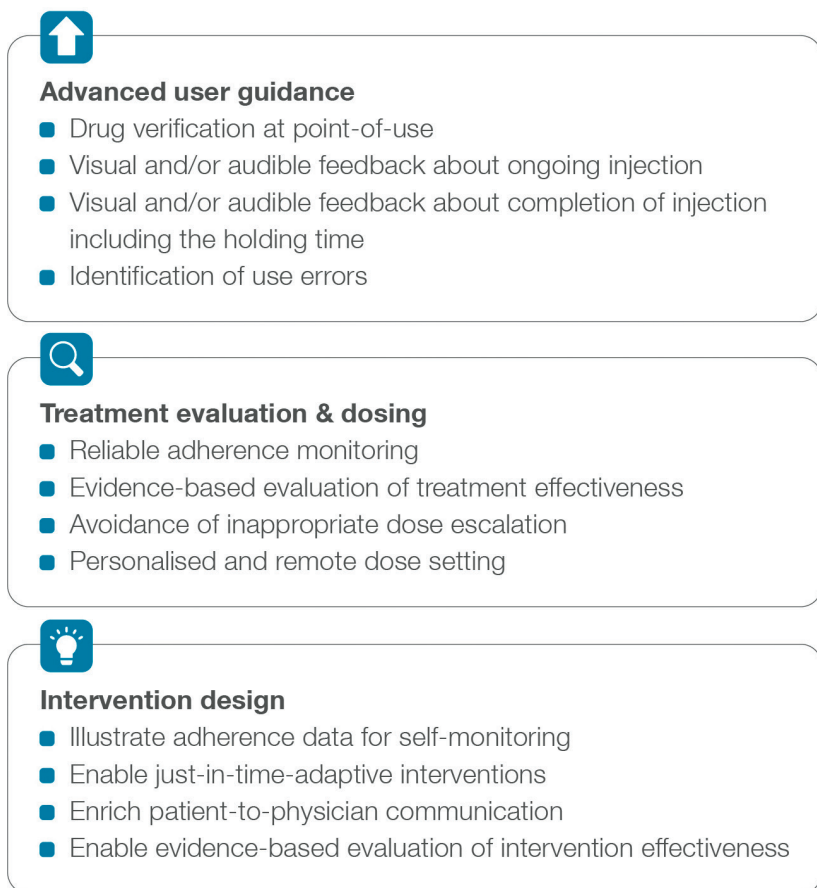 Advanced user guidance
Drug verification at point-of-use
Visual and/or audible feedback about ongoing injection
Visual and/or audible feedback about completion of injection
including the holding time
Identification of use errors
Treatment evaluation & dosing
Reliable adherence monitoring
Evidence-based evaluation of treatment effectiveness
Avoidance of inappropriate dose escalation
Personalised and remote dose setting
Intervention design
Illustrate adherence data for self-monitoring
Enable just-in-time-adaptive interventions
Enrich patient-to-physician communication
Enable evidence-based evaluation of intervention effectiveness